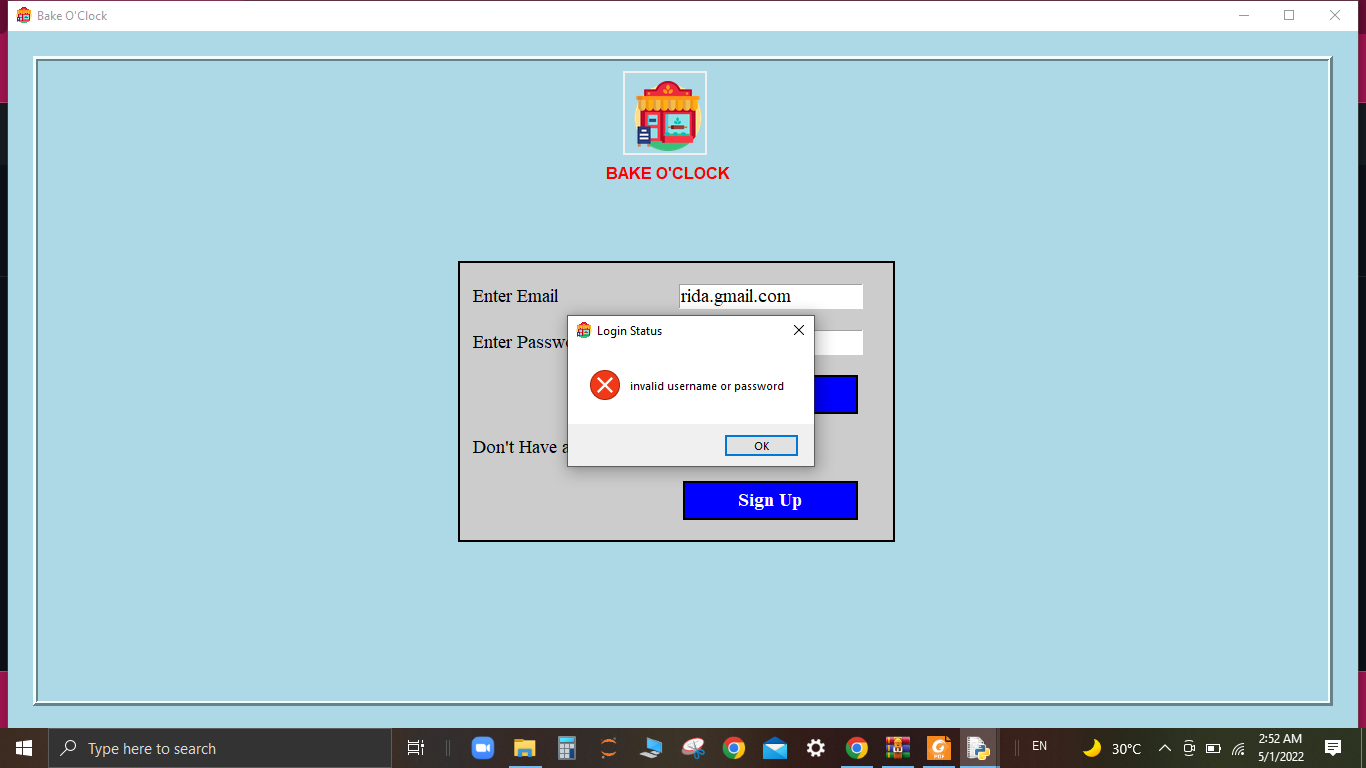 Bake O'Clock
BAKE O'CLOCK
Enter Email
rida.gmail.com
Login Status
Enter Passwo
invalid username or password
OK
Don't Have a
Sign Up
Type here to search
EN
30°C
2:52 AM
5/1/2022